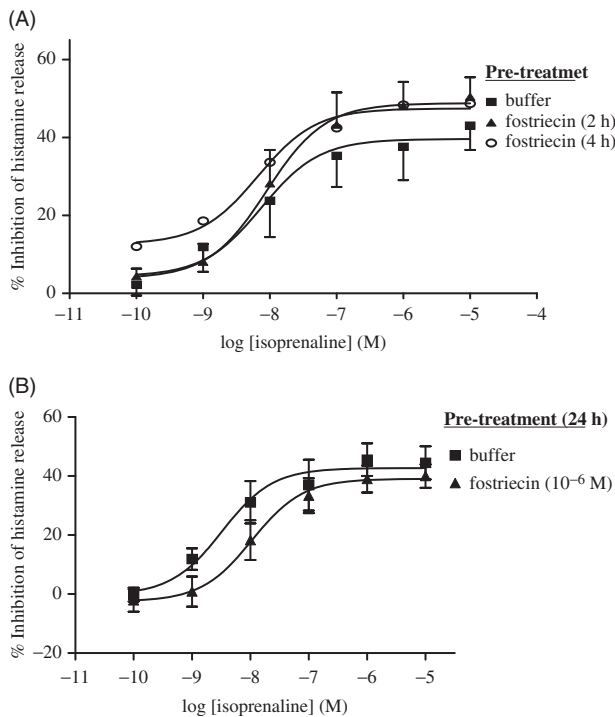 (A)
60
40
20
0
% Inhibition of histamine release
−11
−10
−9
−8
−7
−6
−5
−4
log [isoprenaline] (M)
Pre-treatmet
buffer
fostriecin (2 h)
fostriecin (4 h)
(B)
60
40
20
0
−20
% Inhibition of histamine release
−11
−10
−9
−8
−7
−6
−5
log [isoprenaline] (M)
Pre-treatment (24 h)
buffer
fostriecin (10⁻⁶ M)